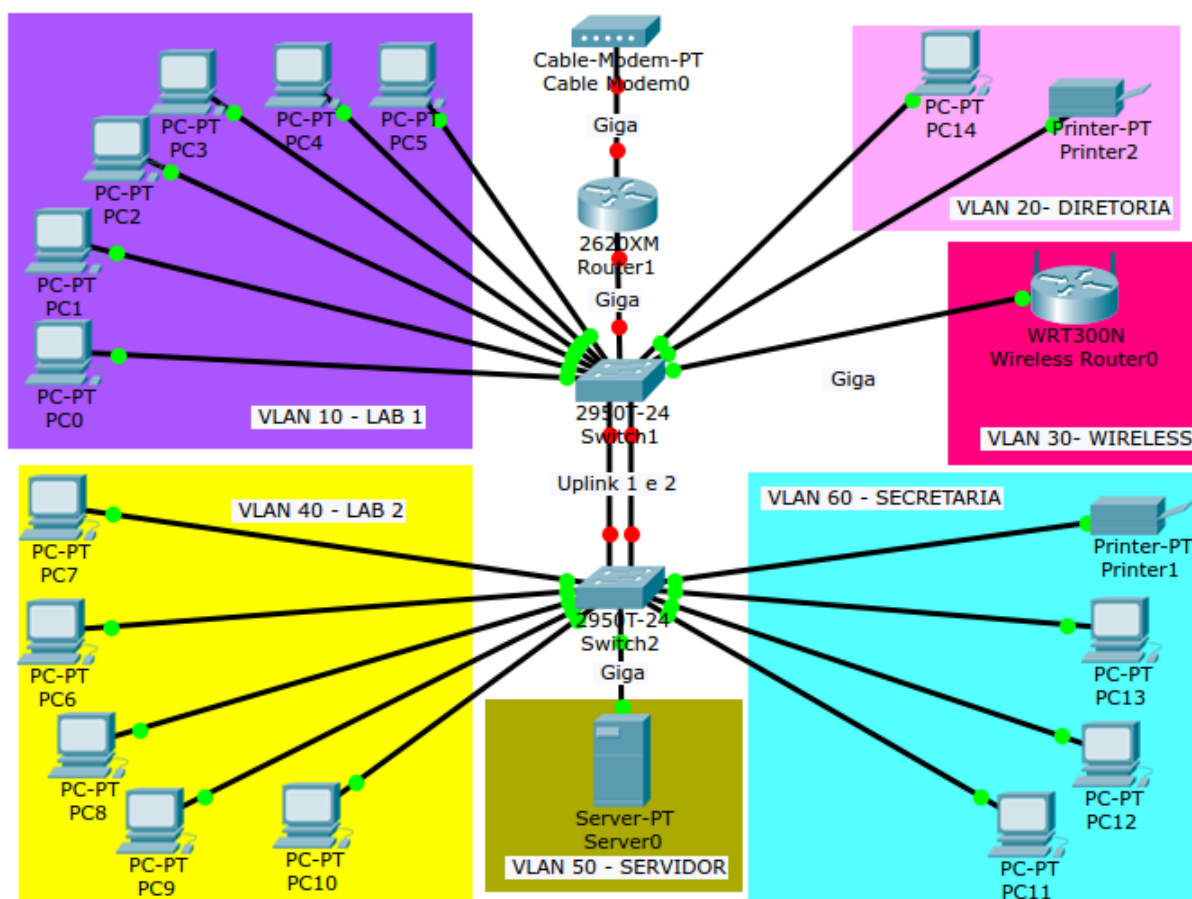 Cable-Modem-PT
Cable Modem0
Giga
2620XM
Router1
Giga
PC-PT
PC3
PC-PT
PC4
PC-PT
PC5
PC-PT
PC2
PC-PT
PC1
PC-PT
PC0
VLAN 10 - LAB 1
PC-PT
PC14
Printer-PT
Printer2
VLAN 20- DIRETORIA
WRT300N
Wireless Router0
Giga
VLAN 30- WIRELESS
2950T-24
Switch1
Uplink 1 e 2
VLAN 40 - LAB 2
PC-PT
PC7
PC-PT
PC6
PC-PT
PC8
PC-PT
PC9
PC-PT
PC10
2950T-24
Switch2
Giga
Server-PT
Server0
VLAN 50 - SERVIDOR
VLAN 60 - SECRETARIA
Printer-PT
Printer1
PC-PT
PC13
PC-PT
PC12
PC-PT
PC11